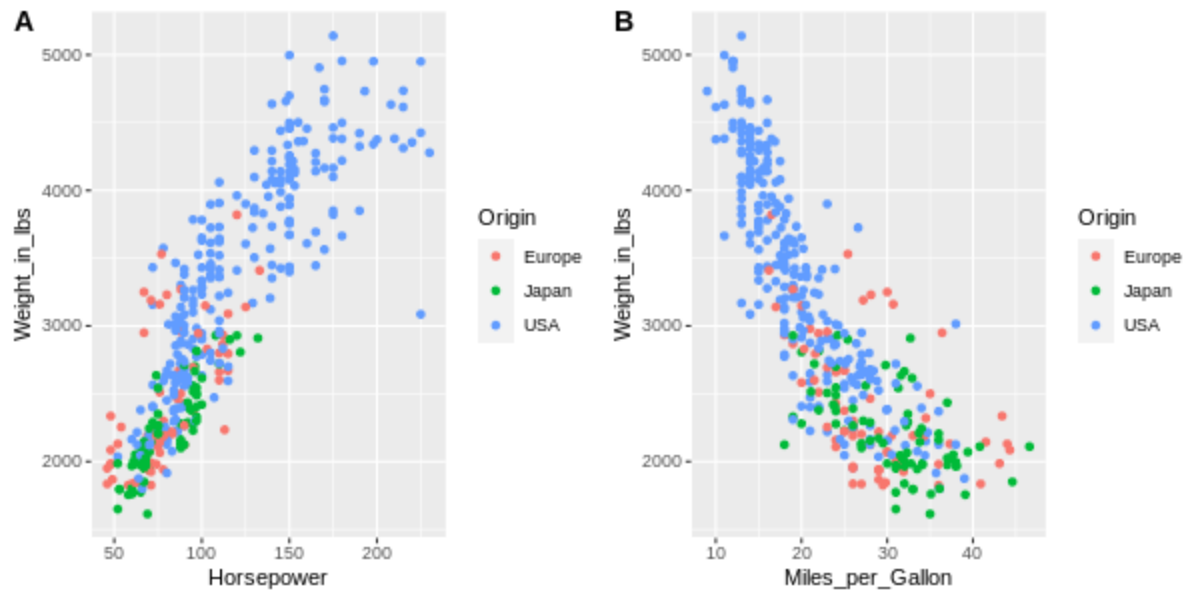 A
5000
4000
3000
2000
Weight_in_lbs
50 100 150 200
Horsepower
Origin
Europe
Japan
USA
B
5000
4000
3000
2000
Weight_in_lbs
10 20 30 40
Miles_per_Gallon
Origin
Europe
Japan
USA